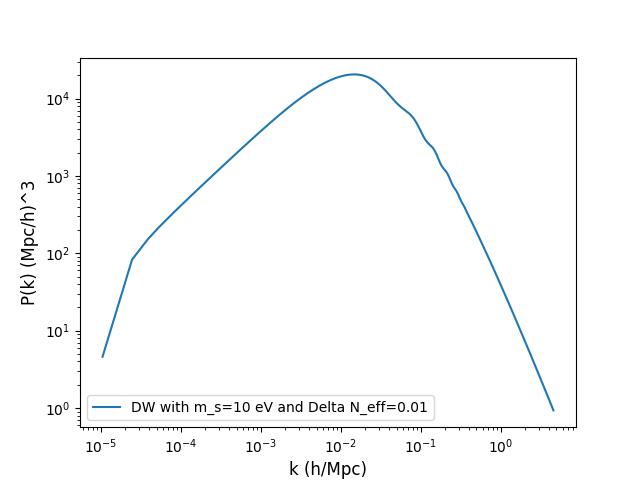 P(k) (Mpc/h)^3
10^4
10^3
10^2
10^1
10^0
DW with m_s=10 eV and Delta N_eff=0.01
10^−5 10^−4 10^−3 10^−2 10^−1 10^0
k (h/Mpc)